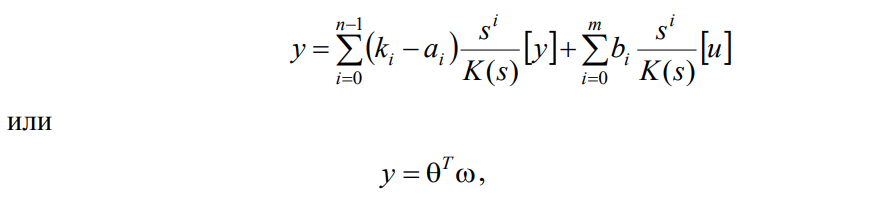 y = \sum_{i=0}^{n-1} (k_i - a_i) \frac{s^i}{K(s)} [y] + \sum_{i=0}^{m} b_i \frac{s^i}{K(s)} [u]
или
y = θ^T ω,